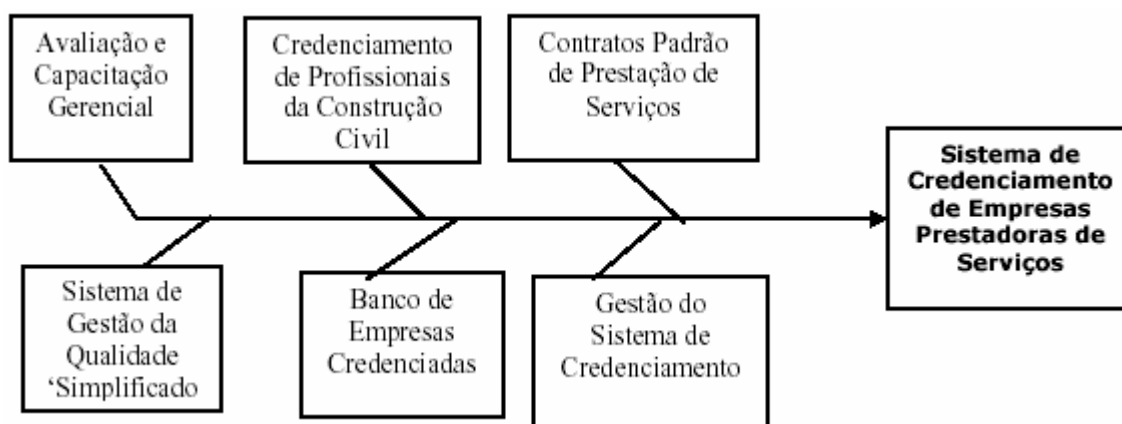 Avaliação e
Capacitação
Gerencial
Credenciamento
de Profissionais
da Construção
Civil
Contratos Padrão
de Prestação de
Serviços
Sistema de
Credenciamento
de Empresas
Prestadoras de
Serviços
Sistema de
Gestão da
Qualidade
‘Simplificado
Banco de
Empresas
Credenciadas
Gestão do
Sistema de
Credenciamento